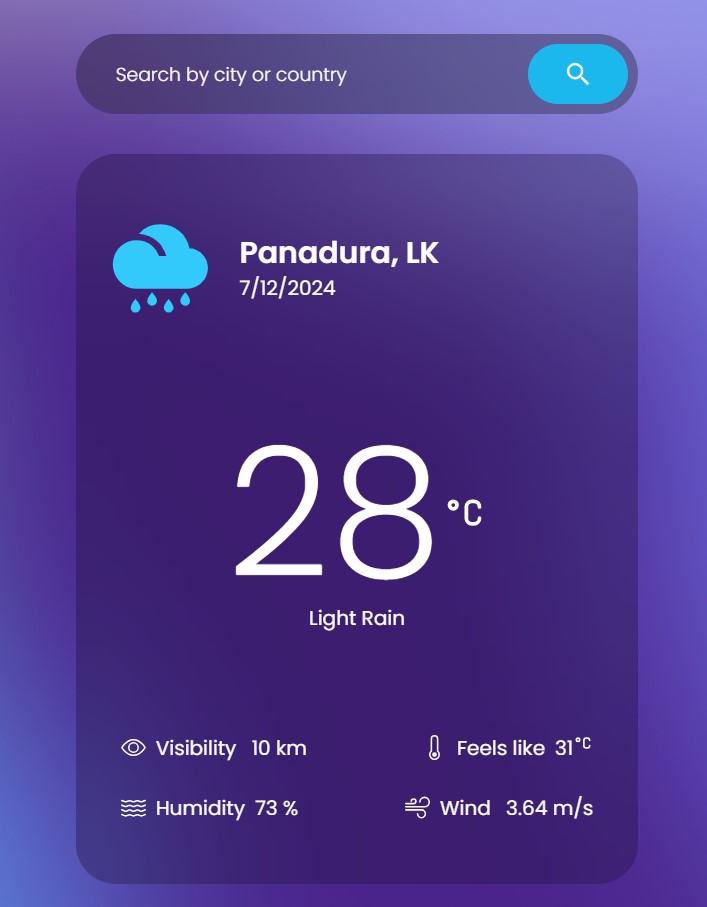 Search by city or country
Panadura, LK
7/12/2024
28 °C
Light Rain
Visibility 10 km
Feels like 31°C
Humidity 73 %
Wind 3.64 m/s